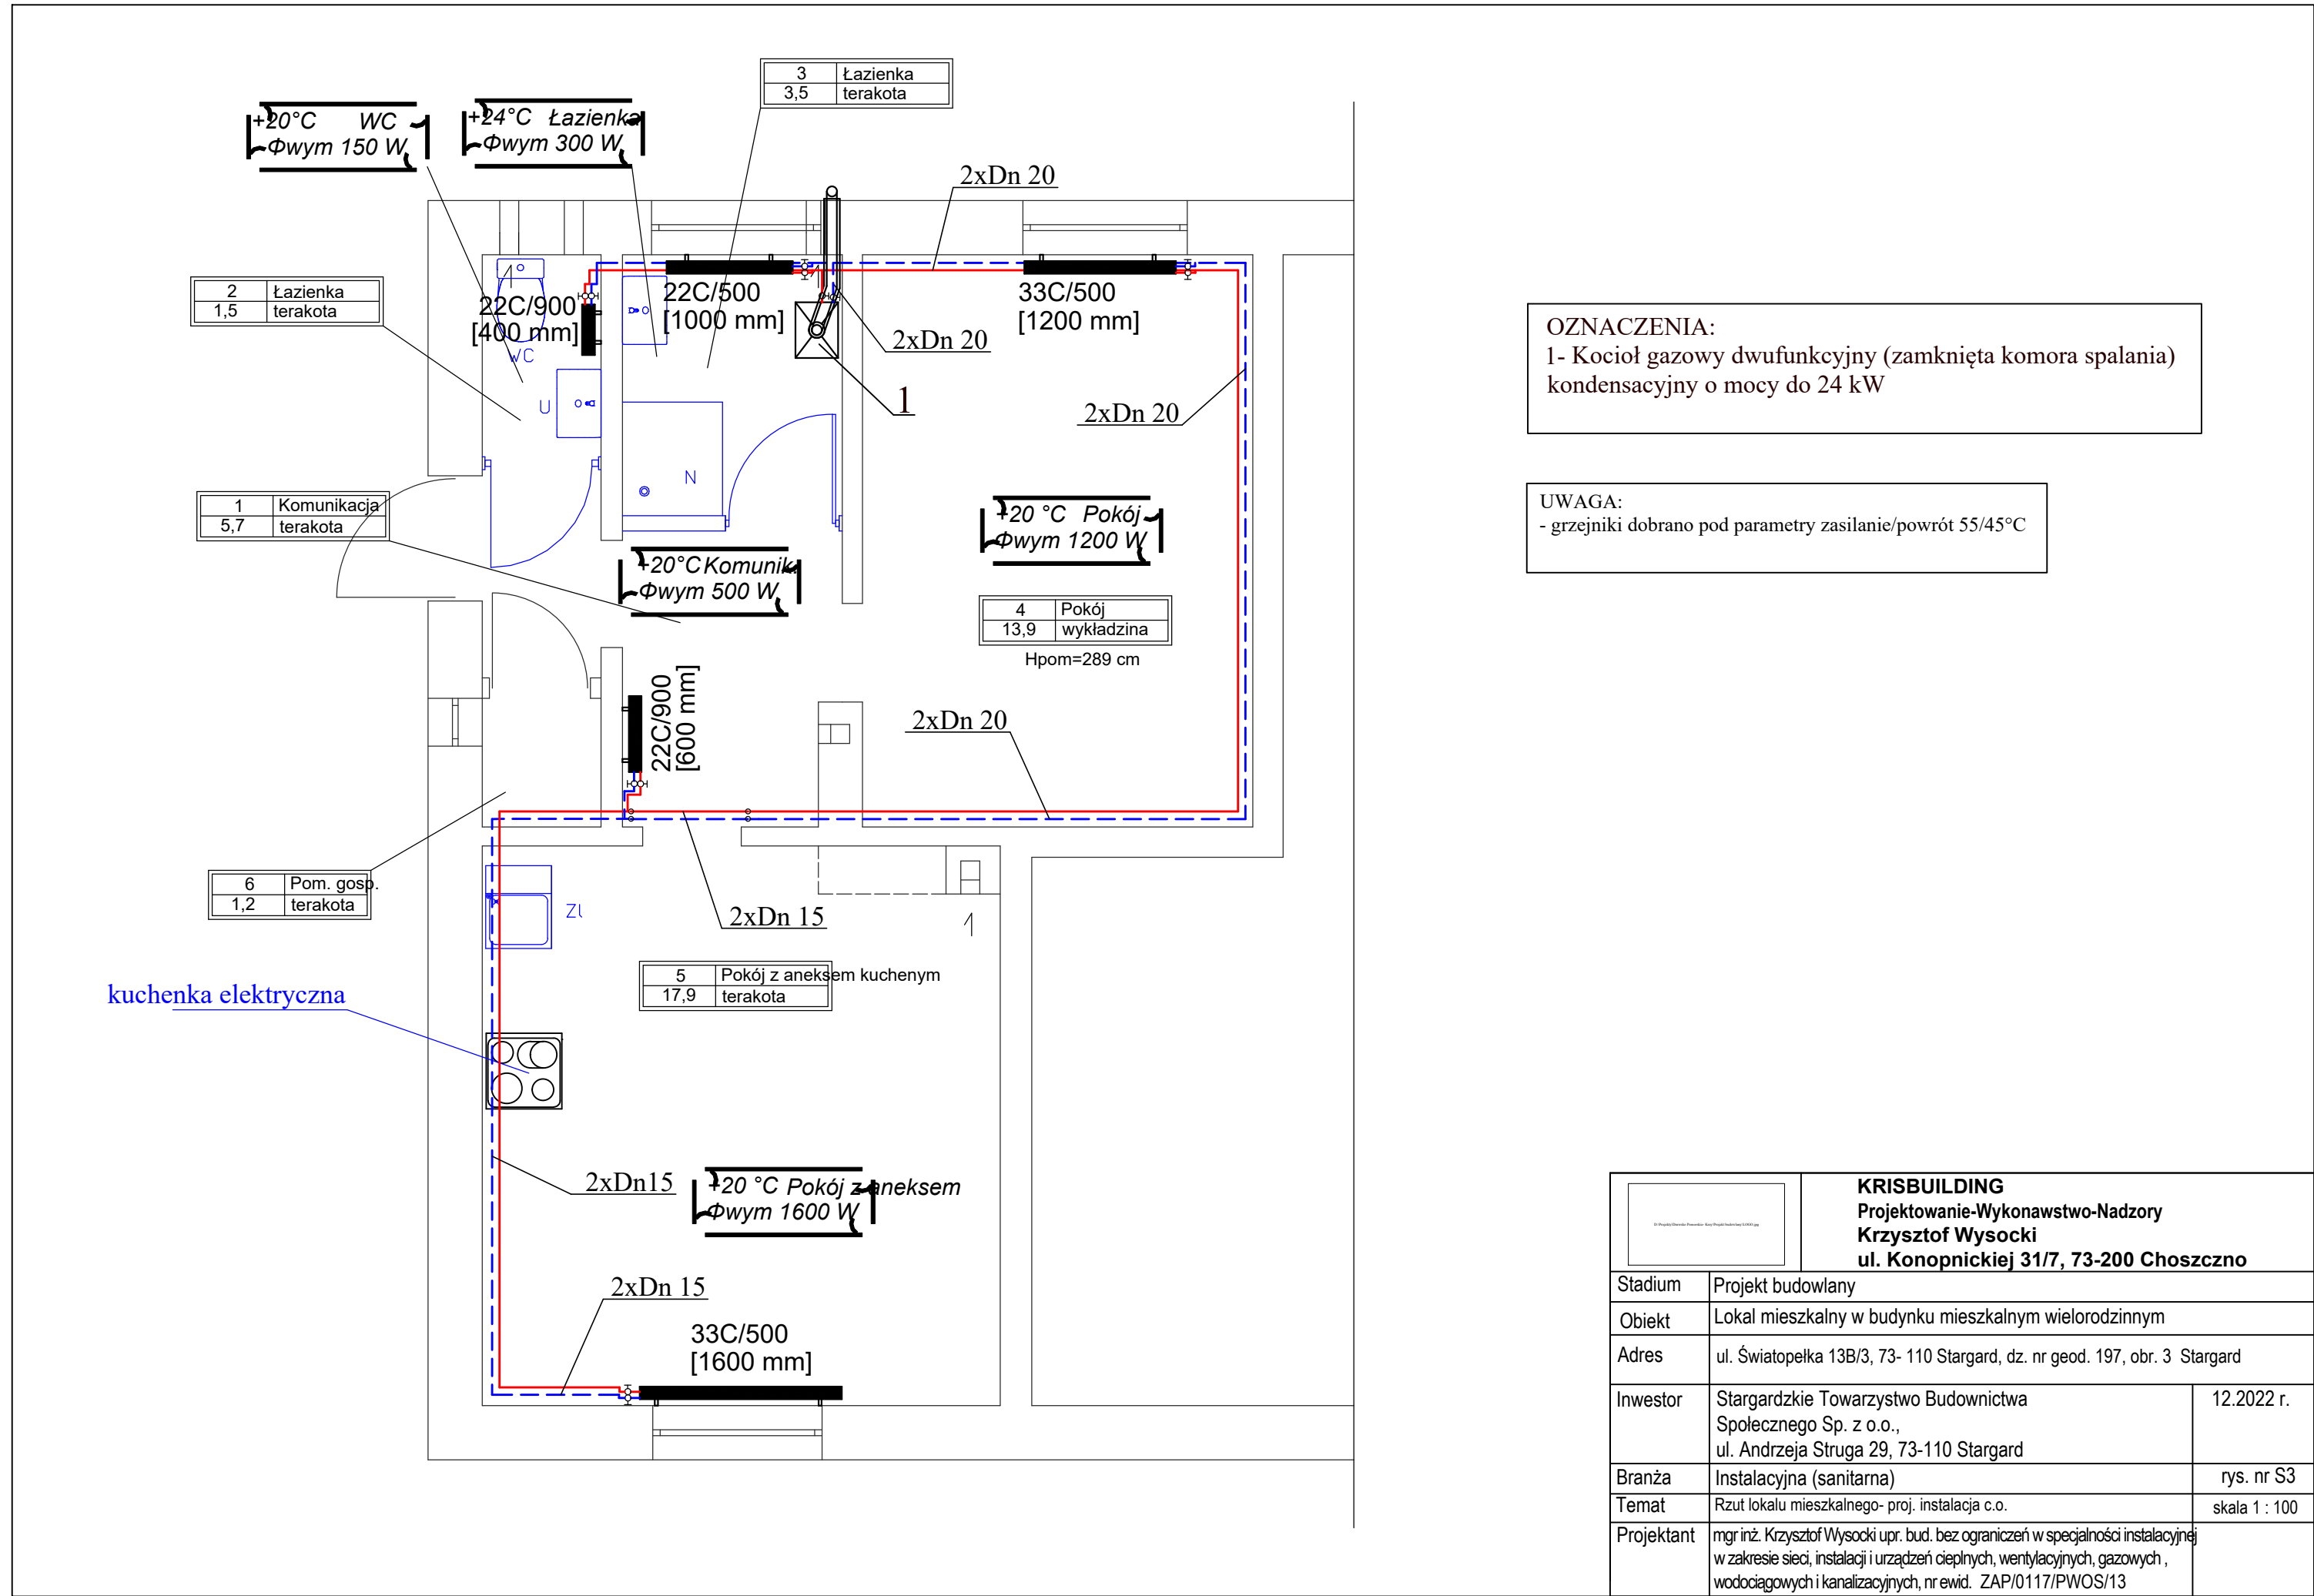 3 Łazienka
3,5 terakota
+20°C WC
Φwym 150 W
+24°C Łazienka
Φwym 300 W
2xDn 20
2 Łazienka
1,5 terakota
22C/900
[400 mm]
WC
22C/500
[1000 mm]
33C/500
[1200 mm]
2xDn 20
1
2xDn 20
U
N
OZNACZENIA:
1- Kocioł gazowy dwufunkcyjny (zamknięta komora spalania)
kondensacyjny o mocy do 24 kW
UWAGA:
- grzejniki dobrano pod parametry zasilanie/powrót 55/45°C
1 Komunikacja
5,7 terakota
+20 °C Pokój
Φwym 1200 W
+20°C Komunik.
Φwym 500 W
4 Pokój
13,9 wykładzina
Hpom=289 cm
22C/900
[600 mm]
2xDn 20
6 Pom. gosp.
1,2 terakota
Zl
2xDn 15
1
5 Pokój z aneksem kuchenym
17,9 terakota
kuchenka elektryczna
2xDn15
+20 °C Pokój z aneksem
Φwym 1600 W
2xDn 15
33C/500
[1600 mm]
KRISBUILDING
Projektowanie-Wykonawstwo-Nadzory
Krzysztof Wysocki
ul. Konopnickiej 31/7, 73-200 Choszczno
Stadium Projekt budowlany
Obiekt Lokal mieszkalny w budynku mieszkalnym wielorodzinnym
Adres ul. Światopełka 13B/3, 73- 110 Stargard, dz. nr geod. 197, obr. 3 Stargard
Inwestor Stargardzkie Towarzystwo Budownictwa 12.2022 r.
Społecznego Sp. z o.o.,
ul. Andrzeja Struga 29, 73-110 Stargard
Branża Instalacyjna (sanitarna) rys. nr S3
Temat Rzut lokalu mieszkalnego- proj. instalacja c.o. skala 1 : 100
Projektant mgr inż. Krzysztof Wysocki upr. bud. bez ograniczeń w specjalności instalacyjnej
w zakresie sieci, instalacji i urządzeń cieplnych, wentylacyjnych, gazowych ,
wodociągowych i kanalizacyjnych, nr ewid. ZAP/0117/PWOS/13